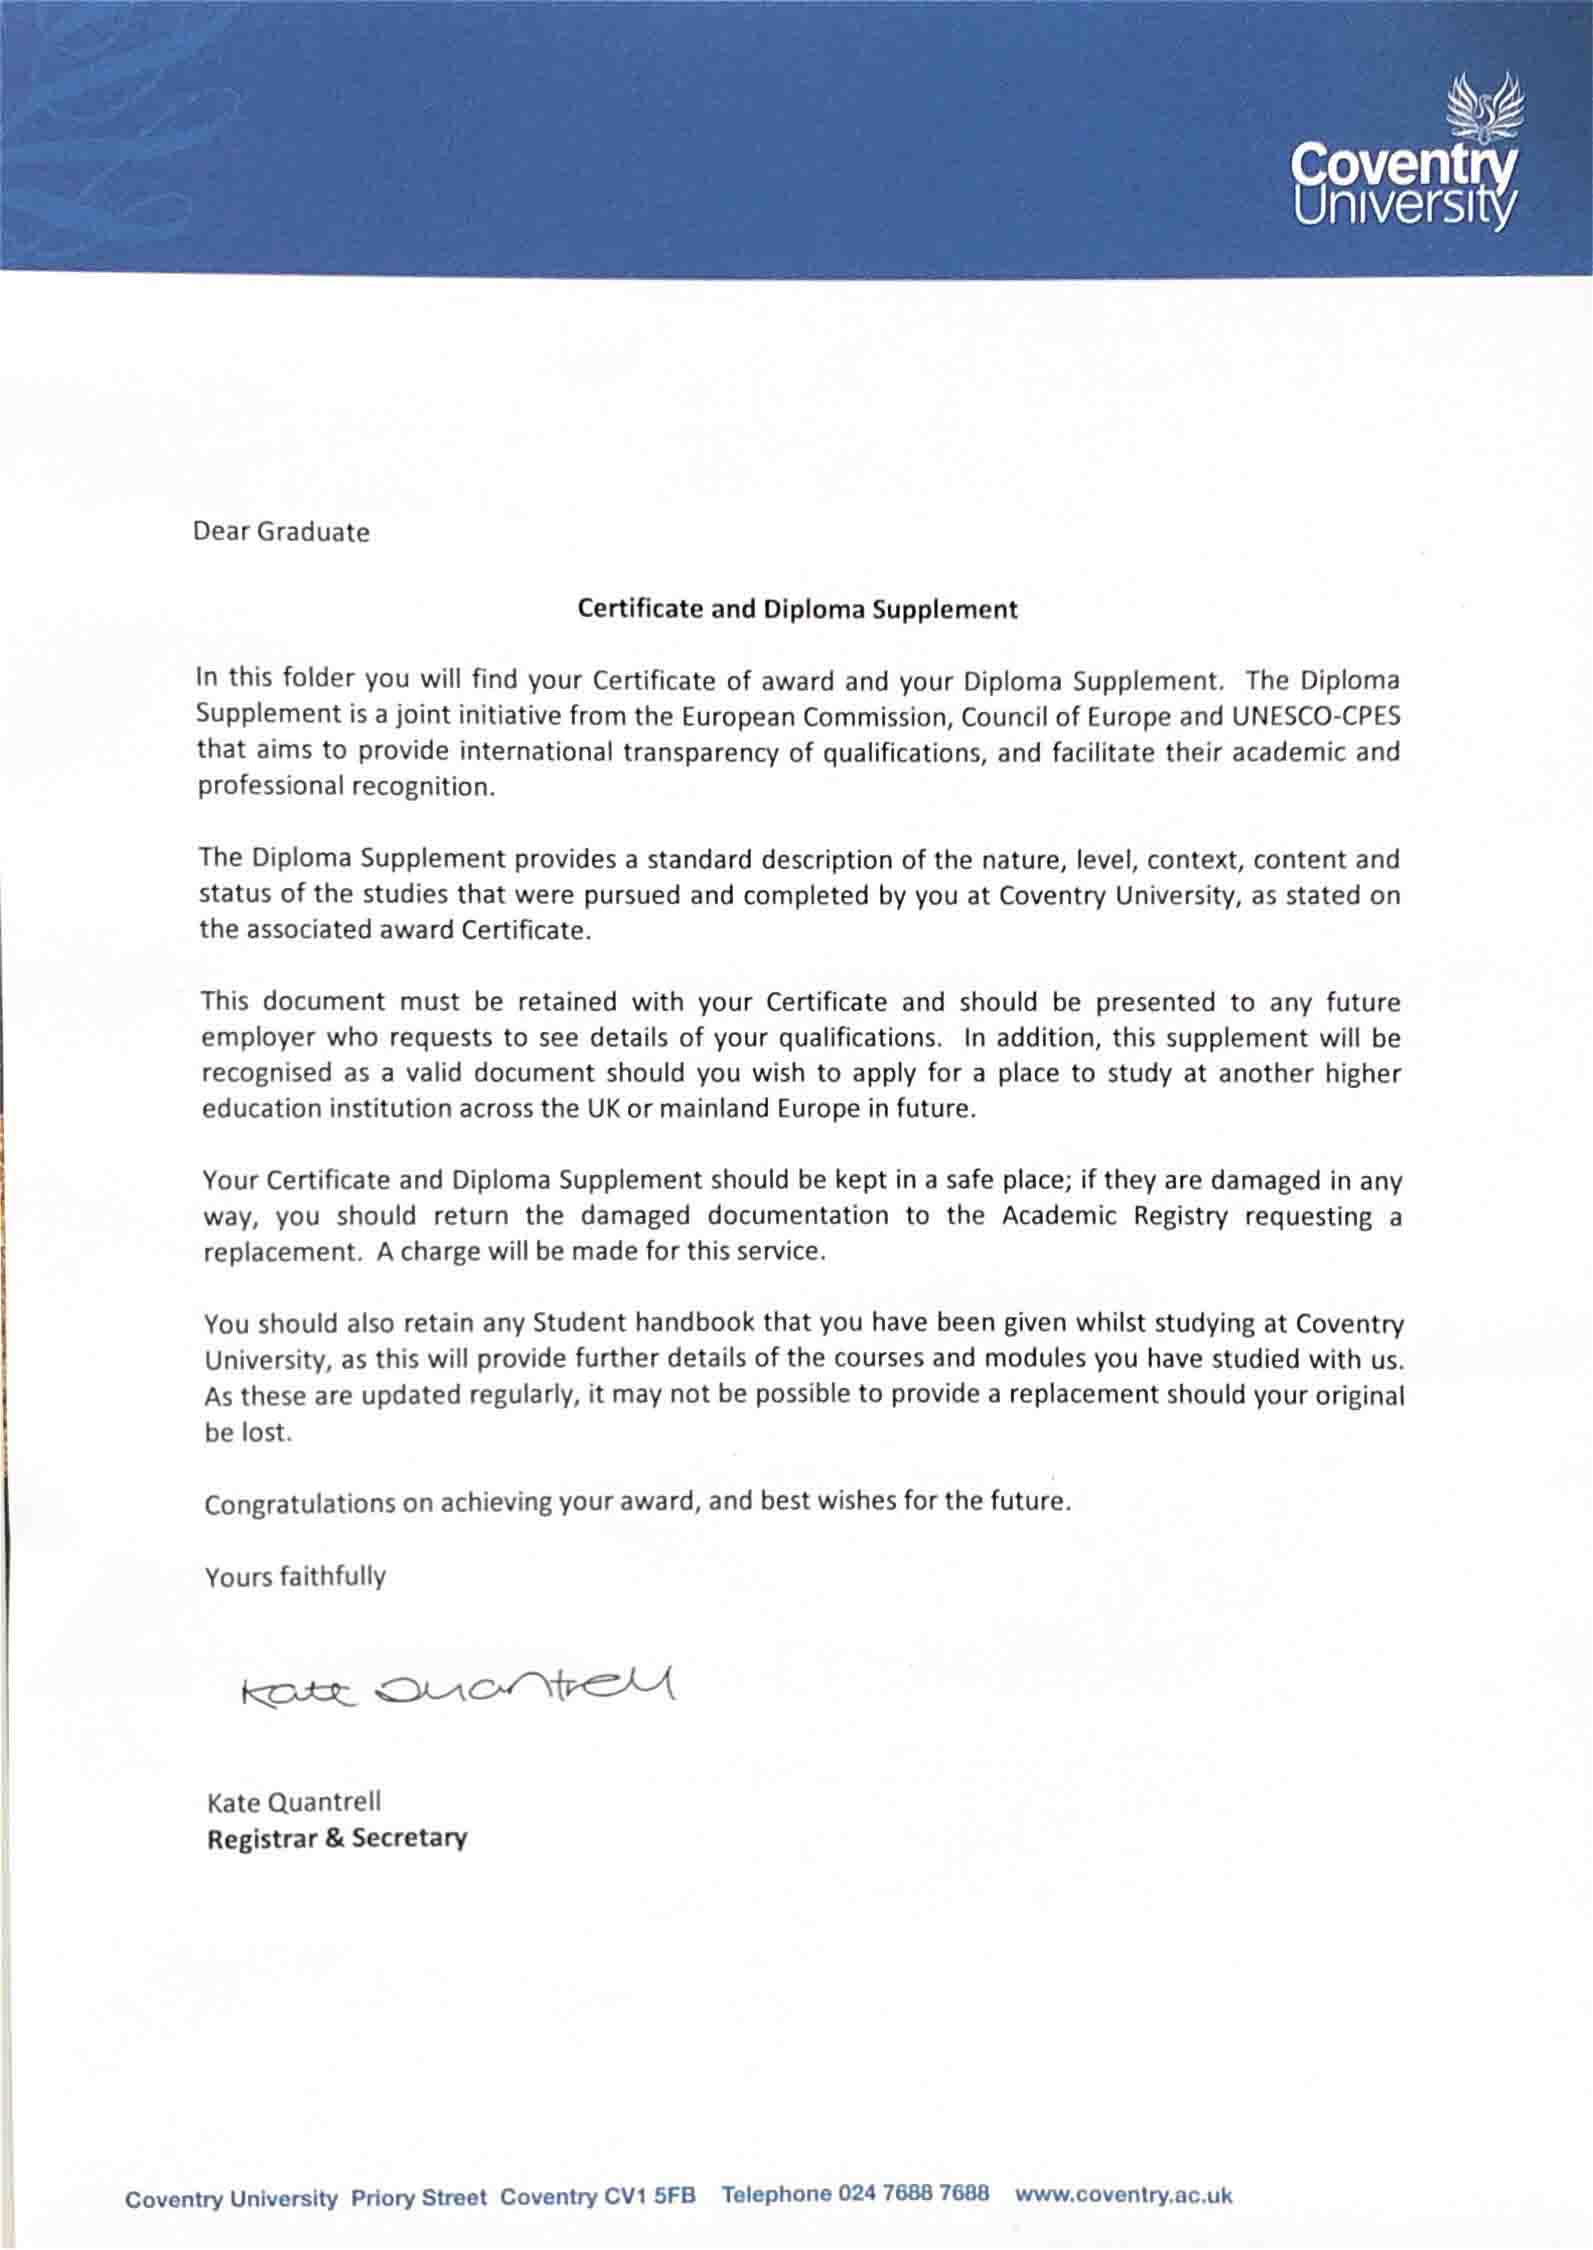 Coventry
University
Dear Graduate
Certificate and Diploma Supplement
In this folder you will find your Certificate of award and your Diploma Supplement. The Diploma
Supplement is a joint initiative from the European Commission, Council of Europe and UNESCO-CPES
that aims to provide international transparency of qualifications, and facilitate their academic and
professional recognition.
The Diploma Supplement provides a standard description of the nature, level, context, content and
status of the studies that were pursued and completed by you at Coventry University, as stated on
the associated award Certificate.
This document must be retained with your Certificate and should be presented to any future
employer who requests to see details of your qualifications. In addition, this supplement will be
recognised as a valid document should you wish to apply for a place to study at another higher
education institution across the UK or mainland Europe in future.
Your Certificate and Diploma Supplement should be kept in a safe place; if they are damaged in any
way, you should return the damaged documentation to the Academic Registry requesting a
replacement. A charge will be made for this service.
You should also retain any Student handbook that you have been given whilst studying at Coventry
University, as this will provide further details of the courses and modules you have studied with us.
As these are updated regularly, it may not be possible to provide a replacement should your original
be lost.
Congratulations on achieving your award, and best wishes for the future.
Yours faithfully
Kate Quantrell
Kate Quantrell
Registrar & Secretary
Coventry University Priory Street Coventry CV1 5FB Telephone 024 7688 7688 www.coventry.ac.uk